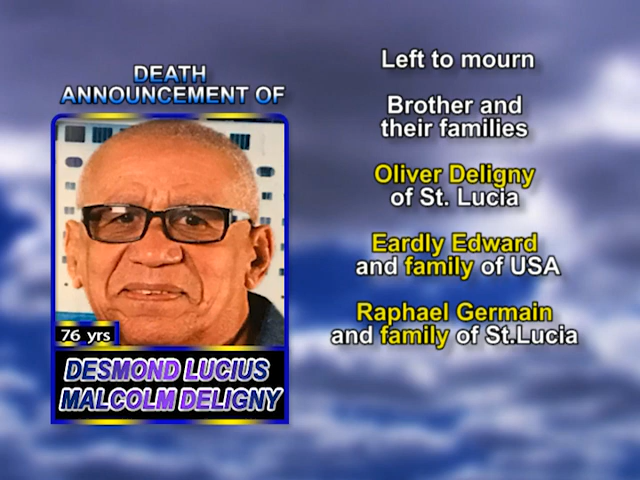 DEATH
ANNOUNCEMENT OF
76 yrs
DESMOND LUCIUS
MALCOLM DELIGNY
Left to mourn
Brother and
their families
Oliver Deligny
of St. Lucia
Eardly Edward
and family of USA
Raphael Germain
and family of St.Lucia